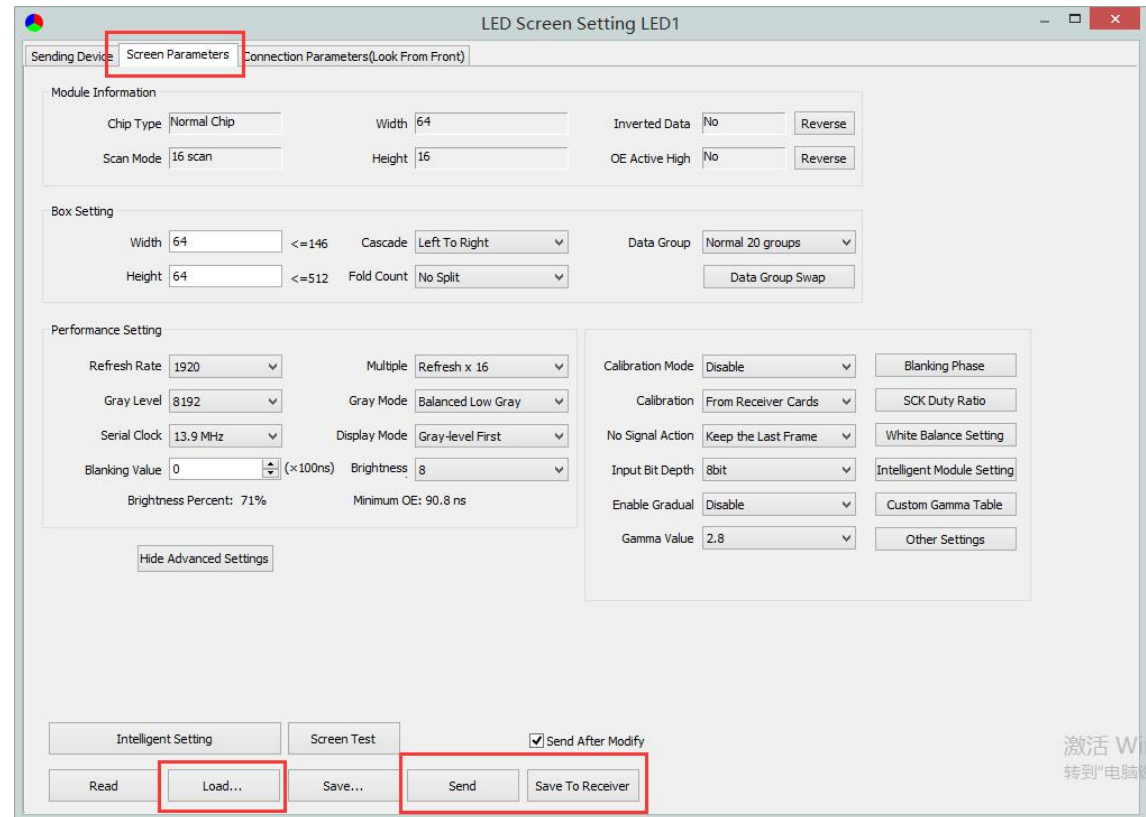 LED Screen Setting LED1
Sending Device Screen Parameters Connection Parameters(Look From Front)
Module Information
Chip Type Normal Chip Width 64 Inverted Data No Reverse
Scan Mode 16 scan Height 16 OE Active High No Reverse
Box Setting
Width 64 <=146 Cascade Left To Right Data Group Normal 20 groups
Height 64 <=512 Fold Count No Split Data Group Swap
Performance Setting
Refresh Rate 1920 Multiple Refresh x 16 Calibration Mode Disable Blanking Phase
Gray Level 8192 Gray Mode Balanced Low Gray Calibration From Receiver Cards SCK Duty Ratio
Serial Clock 13.9 MHz Display Mode Gray-level First No Signal Action Keep the Last Frame White Balance Setting
Blanking Value 0 (×100ns) Brightness 8 Input Bit Depth 8bit Intelligent Module Setting
Brightness Percent: 71% Minimum OE: 90.8 ns Enable Gradual Disable Custom Gamma Table
Gamma Value 2.8 Other Settings
Hide Advanced Settings
Intelligent Setting Screen Test Send After Modify
激活 Wi
转到"电脑
Read Load... Save... Send Save To Receiver